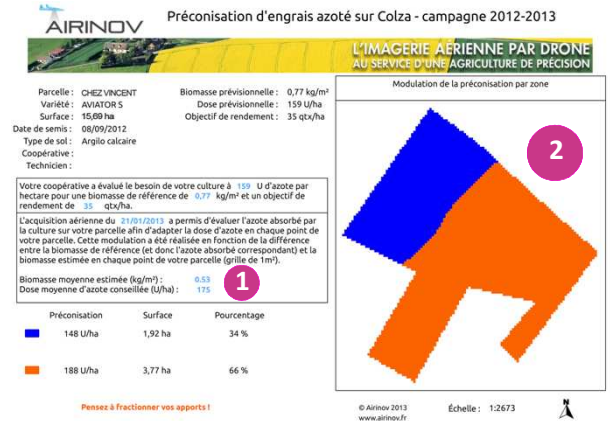 AIRINOV
Préconisation d'engrais azoté sur Colza - campagne 2012-2013
L'IMAGERIE AÉRIENNE PAR DRONE
AU SERVICE D'UNE AGRICULTURE DE PRÉCISION
Parcelle : CHEZ VINCENT
Variété : AVIATOR S
Surface : 15,69 ha
Date de semis : 08/09/2012
Type de sol : Argilo calcaire
Coopérative :
Technicien :
Biomasse prévisionnelle : 0,77 kg/m²
Dose prévisionnelle : 159 U/ha
Objectif de rendement : 35 qtx/ha
Votre coopérative a évalué le besoin de votre culture à 159 U d'azote par
hectare pour une biomasse de référence de 0,77 kg/m² et un objectif de
rendement de 35 qtx/ha.
L'acquisition aérienne du 21/01/2013 a permis d'évaluer l'azote absorbé par
la culture sur votre parcelle afin d'adapter la dose d'azote en chaque point de
votre parcelle. Cette modulation a été réalisée en fonction de la différence
entre la biomasse de référence (et donc l'azote absorbé correspondant) et la
biomasse estimée en chaque point de votre parcelle (grille de 1m²).
Biomasse moyenne estimée (kg/m²) : 0.53
Dose moyenne d'azote conseillée (U/ha) : 175
1
Préconisation Surface Pourcentage
148 U/ha 1,92 ha 34 %
188 U/ha 3,77 ha 66 %
Pensez à fractionner vos apports !
Modulation de la préconisation par zone
2
© Airinov 2013
www.airinov.fr
Échelle : 1:2673
N